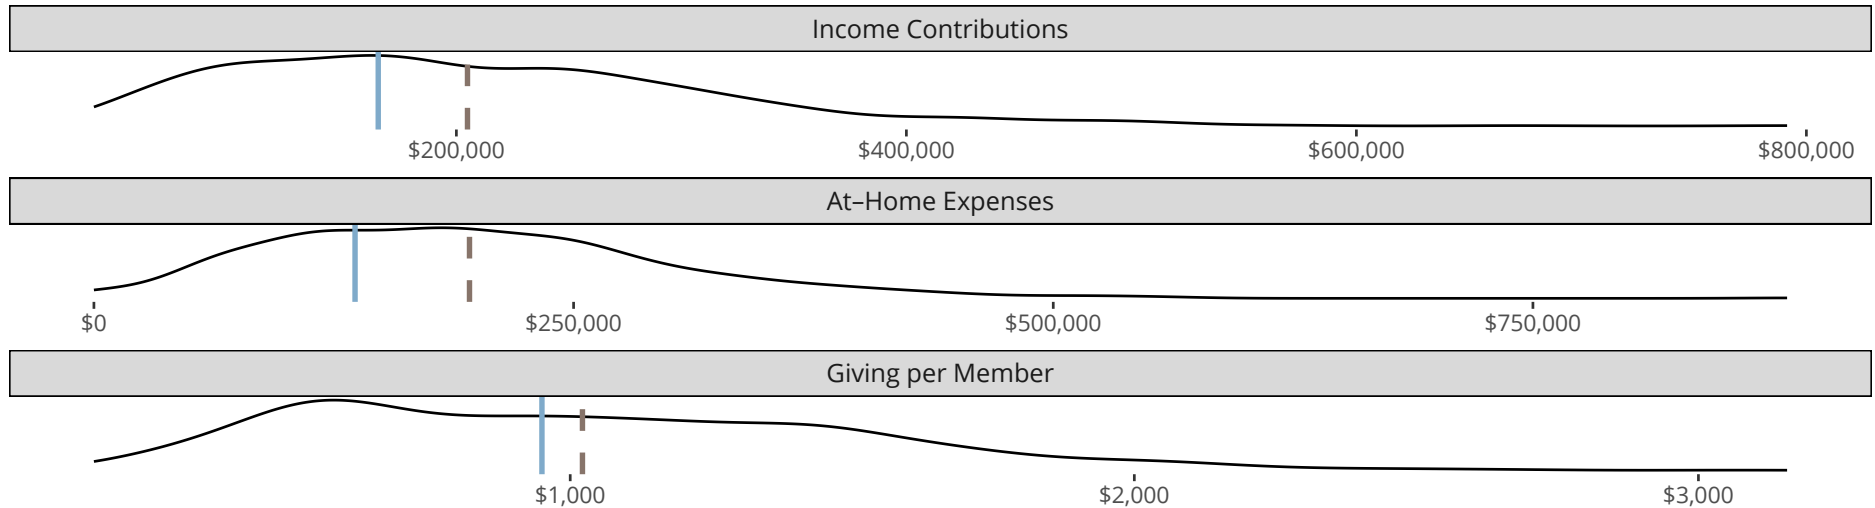 Income Contributions
$200,000 $400,000 $600,000 $800,000
At–Home Expenses
$0 $250,000 $500,000 $750,000
Giving per Member
$1,000 $2,000 $3,000